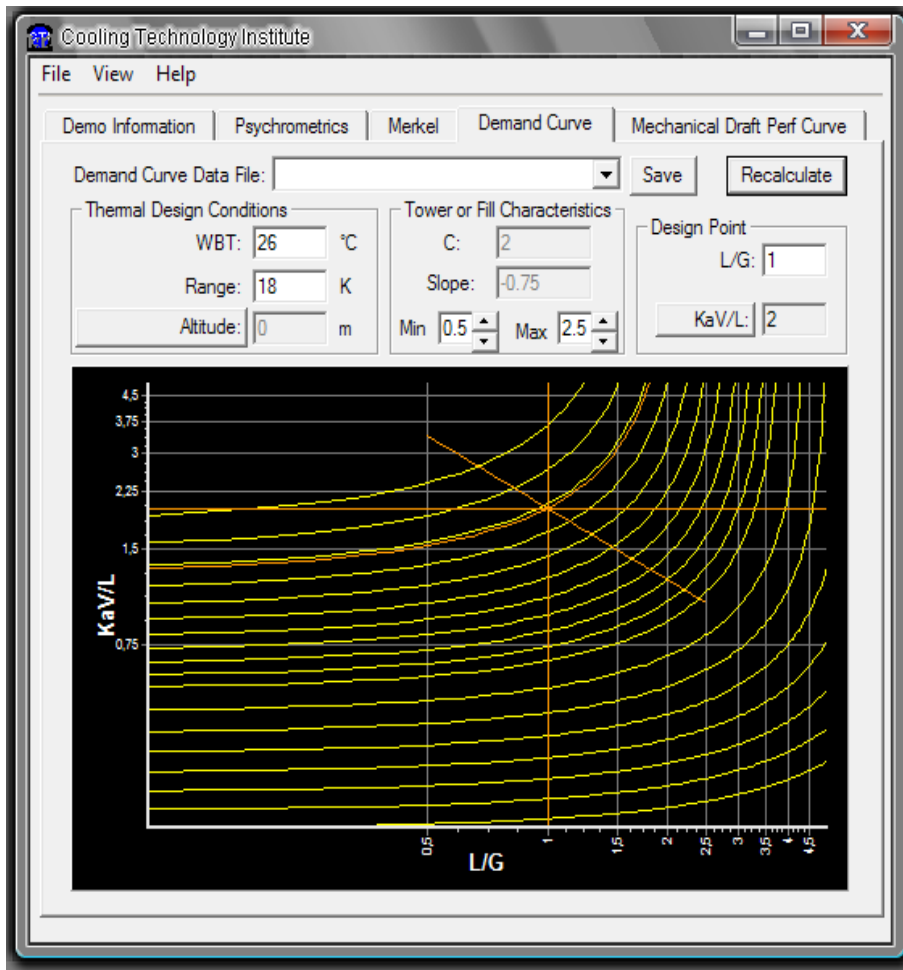 Cooling Technology Institute
File View Help
Demo Information Psychrometrics Merkel Demand Curve Mechanical Draft Perf Curve
Demand Curve Data File: Save Recalculate
Thermal Design Conditions Tower or Fill Characteristics Design Point
WBT: 26 °C C: 2 L/G: 1
Range: 18 K Slope: -0.75
Altitude: 0 m Min 0.5 Max 2.5 KaV/L: 2
4,5
3,75
3
2,25
1,5
0,75
KaV/L
0,5 1 1,5 2 2,5 3 3,5 4 4,5
L/G